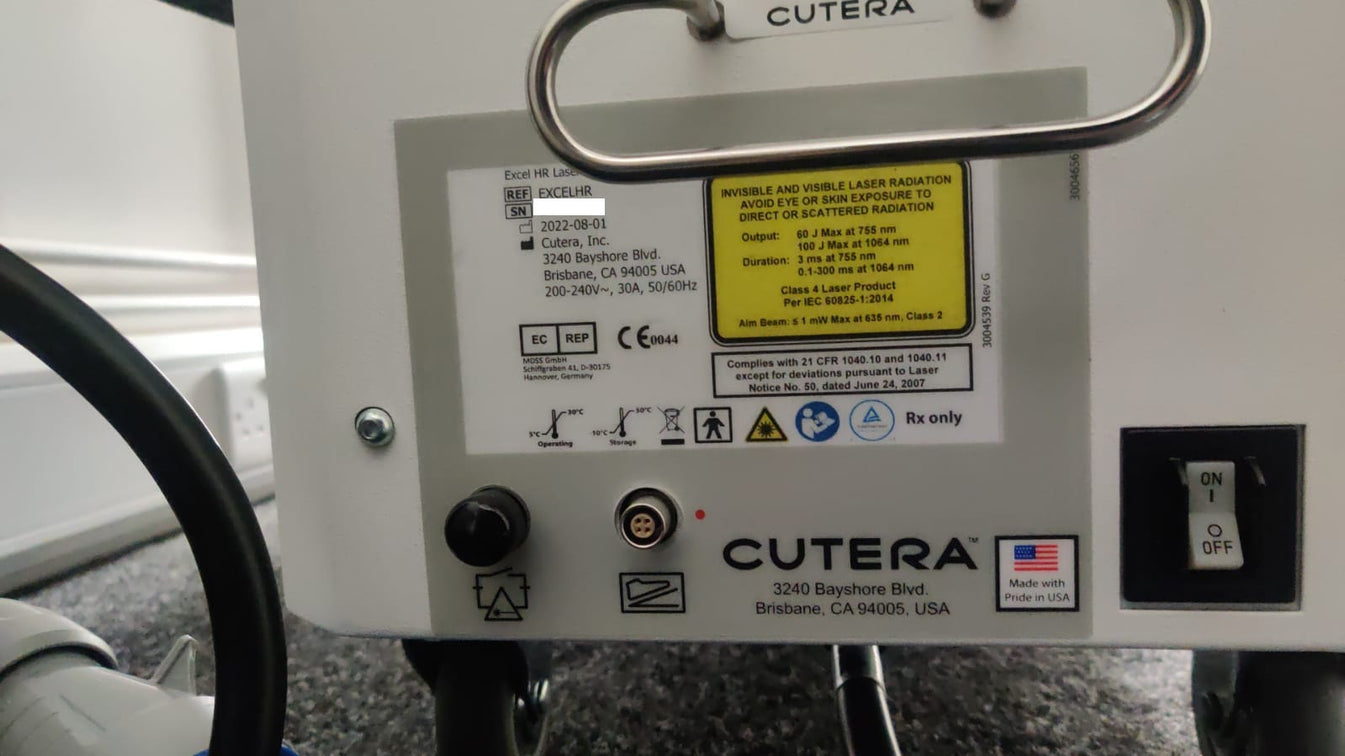 CUTERA
Excel HR Laser
REF EXCELHR
SN
2022-08-01
Cutera, Inc.
3240 Bayshore Blvd.
Brisbane, CA 94005 USA
200-240V~, 30A, 50/60Hz
EC REP
CE0044
MDSS GmbH
Schiffgraben 41, D-30175
Hannover, Germany
INVISIBLE AND VISIBLE LASER RADIATION
AVOID EYE OR SKIN EXPOSURE TO
DIRECT OR SCATTERED RADIATION
Output: 60 J Max at 755 nm
100 J Max at 1064 nm
Duration: 3 ms at 755 nm
0.1-300 ms at 1064 nm
Class 4 Laser Product
Per IEC 60825-1:2014
Aim Beam: ≤ 1 mW Max at 635 nm, Class 2
Complies with 21 CFR 1040.10 and 1040.11
except for deviations pursuant to Laser
Notice No. 50, dated June 24, 2007
3004539 Rev G
3004656
5°C 30°C
Operating
10°C 50°C
Storage
Rx only
CUTERA™
3240 Bayshore Blvd.
Brisbane, CA 94005, USA
Made with
Pride in USA
ON
I
O
OFF